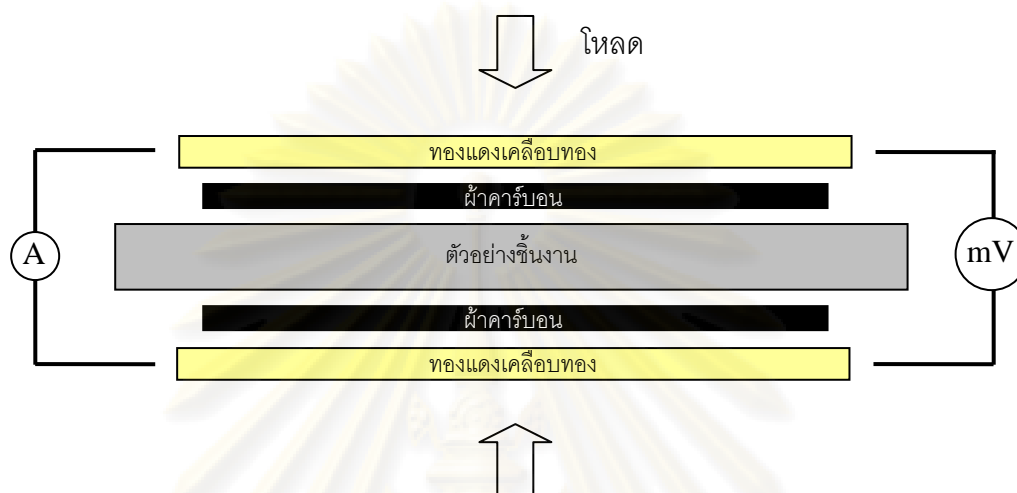 โหลด
ทองแดงเคลือบทอง
ผ้าคาร์บอน
A
ตัวอย่างชิ้นงาน
mV
ผ้าคาร์บอน
ทองแดงเคลือบทอง